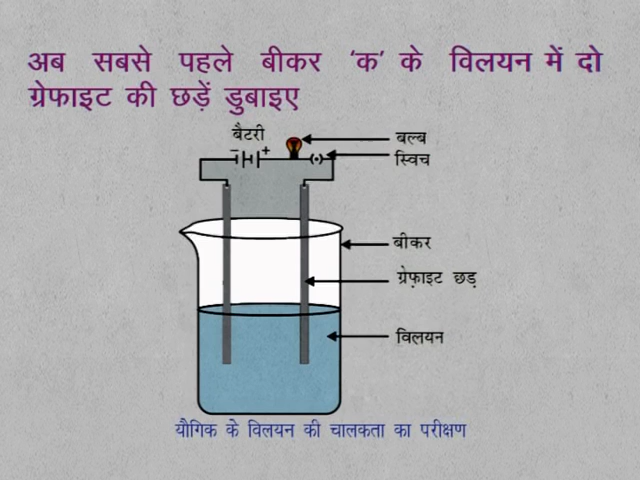 अब सबसे पहले बीकर 'क' के विलयन में दो
ग्रेफाइट की छड़ें डुबाइए
बैटरी
− +
बल्ब
स्विच
बीकर
ग्रेफ़ाइट छड़
विलयन
यौगिक के विलयन की चालकता का परीक्षण